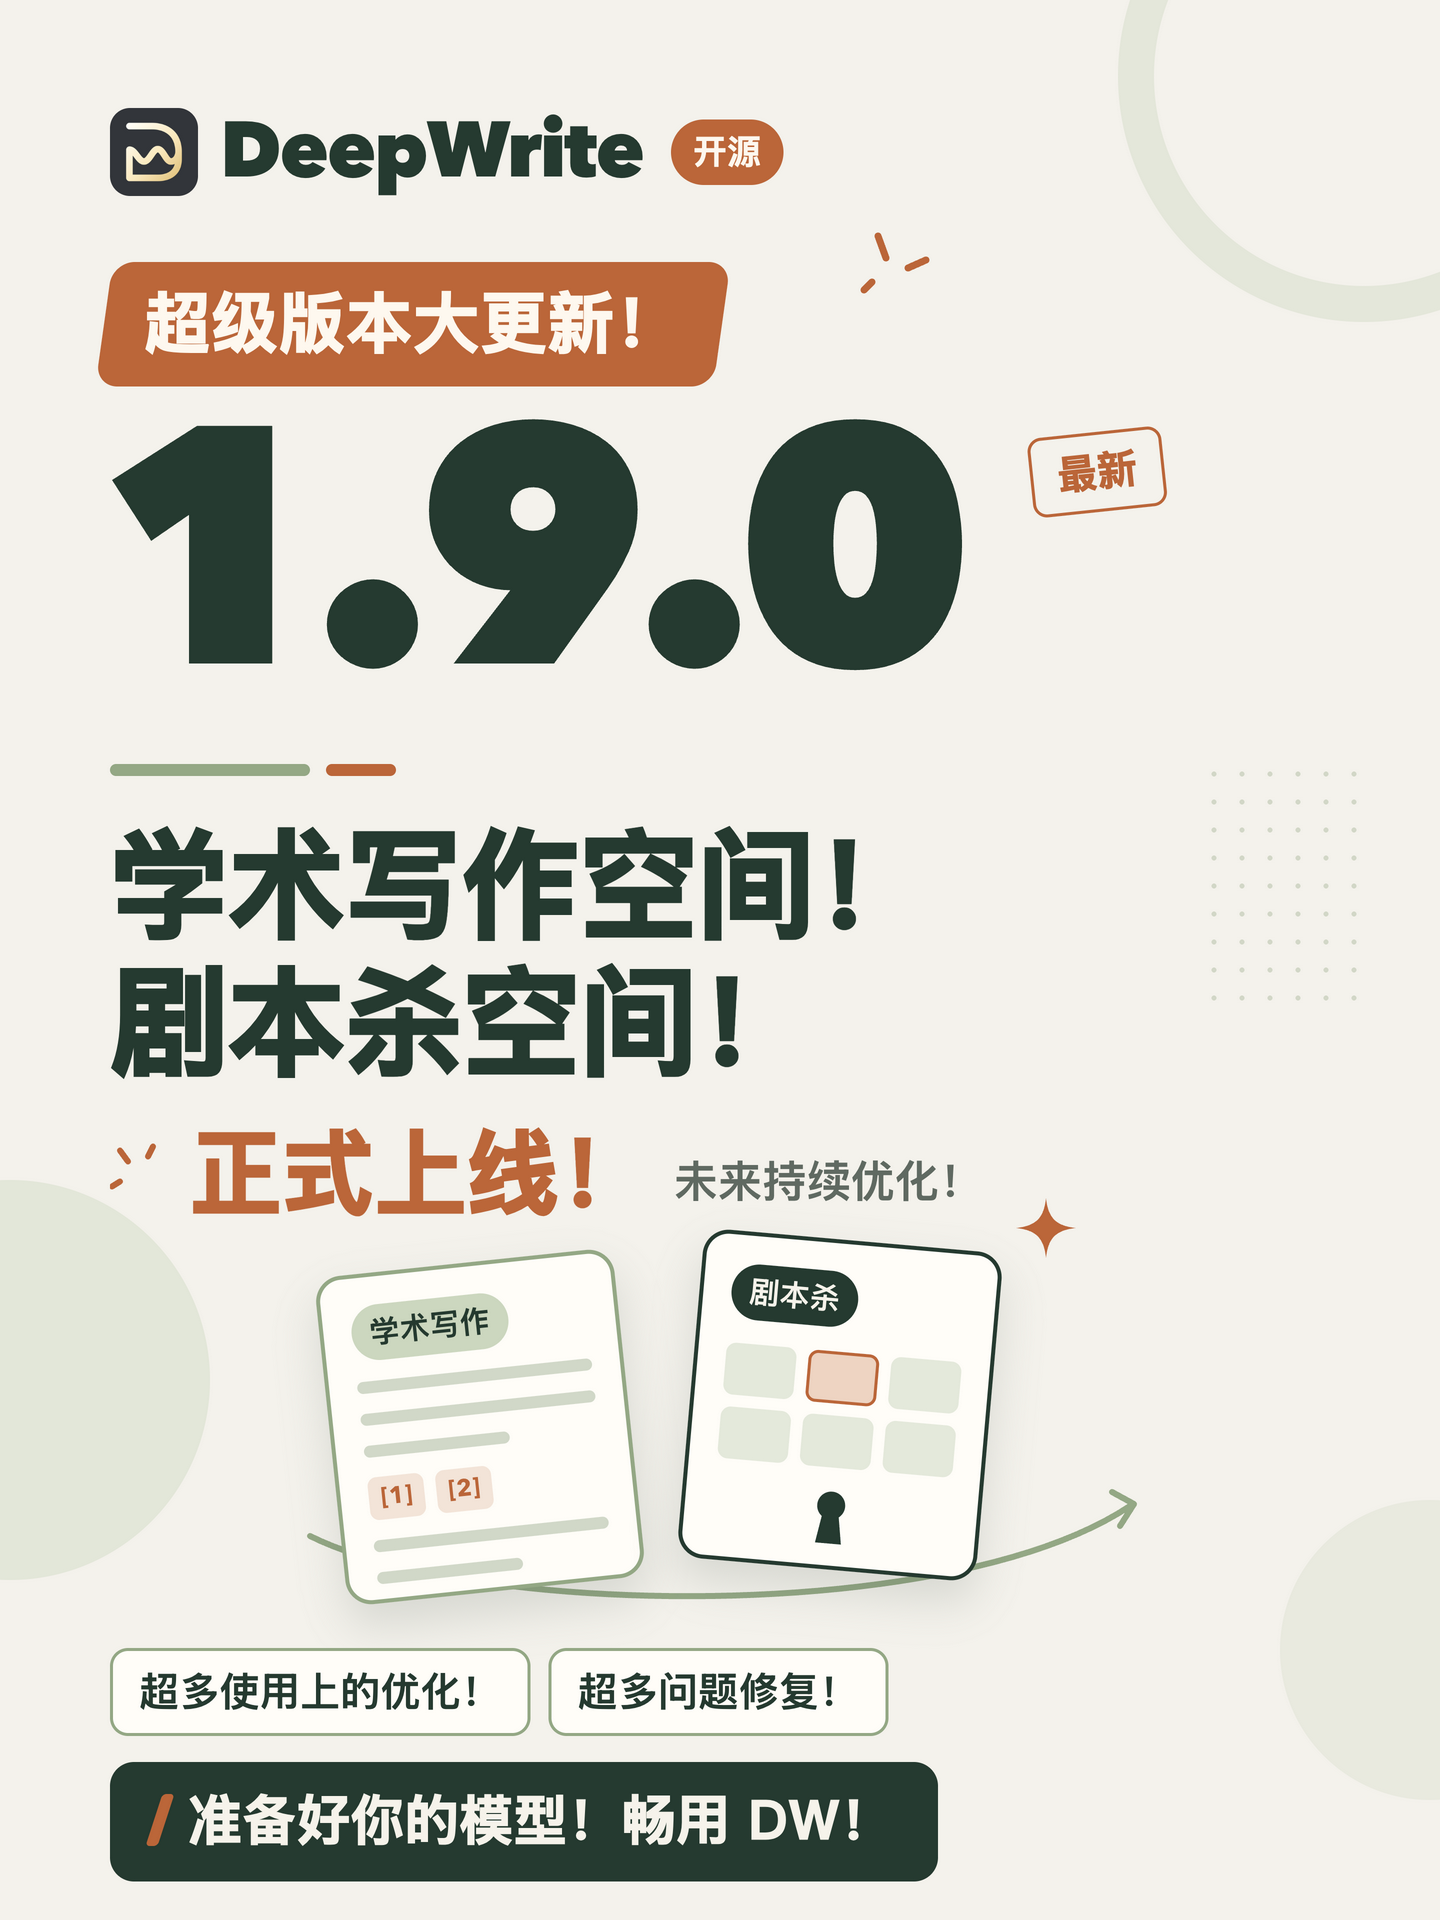 DeepWrite 开源
超级版本大更新！
1.9.0 最新
学术写作空间！
剧本杀空间！
正式上线！ 未来持续优化！
学术写作
[1] [2]
剧本杀
超多使用上的优化！ 超多问题修复！
准备好你的模型！畅用 DW！